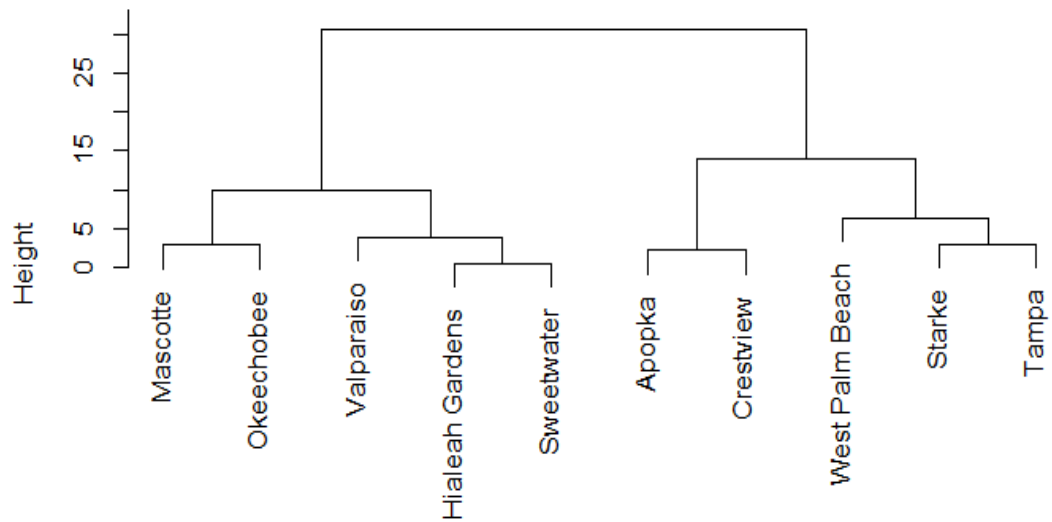 Height
25
15
5
0
Mascotte
Okeechobee
Valparaiso
Hialeah Gardens
Sweetwater
Apopka
Crestview
West Palm Beach
Starke
Tampa